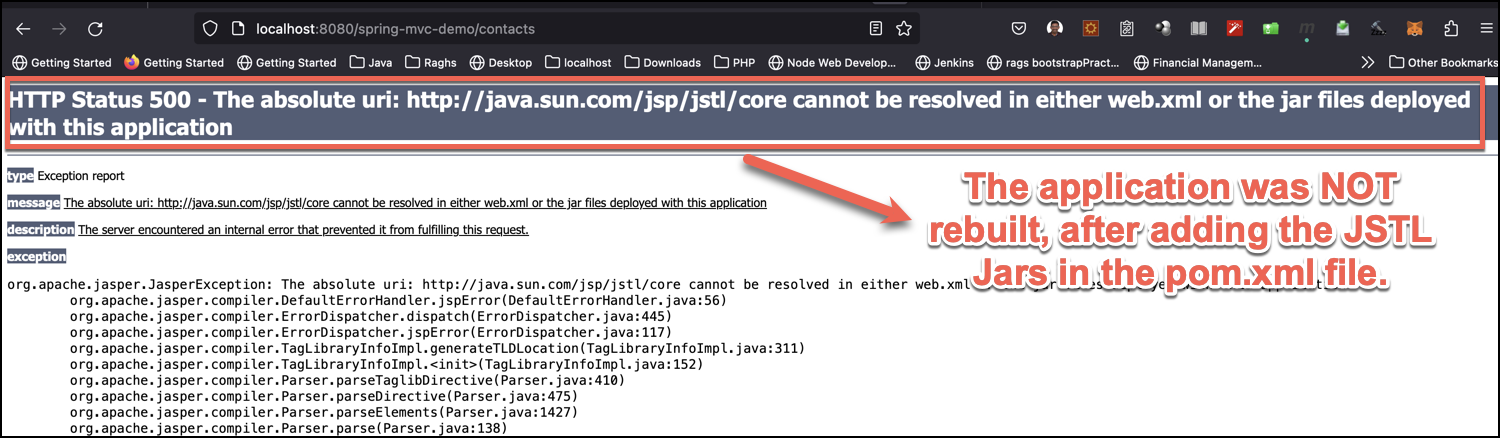 localhost:8080/spring-mvc-demo/contacts
Getting Started Getting Started Getting Started Java Raghs Desktop localhost Downloads PHP Node Web Develop... Jenkins rags bootstrapPract... Financial Managem... Other Bookmarks
HTTP Status 500 - The absolute uri: http://java.sun.com/jsp/jstl/core cannot be resolved in either web.xml or the jar files deployed
with this application
type Exception report
message The absolute uri: http://java.sun.com/jsp/jstl/core cannot be resolved in either web.xml or the jar files deployed with this application
description The server encountered an internal error that prevented it from fulfilling this request.
exception
The application was NOT
rebuilt, after adding the JSTL
Jars in the pom.xml file.
org.apache.jasper.JasperException: The absolute uri: http://java.sun.com/jsp/jstl/core cannot be resolved in either web.xml
org.apache.jasper.compiler.DefaultErrorHandler.jspError(DefaultErrorHandler.java:56)
org.apache.jasper.compiler.ErrorDispatcher.dispatch(ErrorDispatcher.java:445)
org.apache.jasper.compiler.ErrorDispatcher.jspError(ErrorDispatcher.java:117)
org.apache.jasper.compiler.TagLibraryInfoImpl.generateTLDLocation(TagLibraryInfoImpl.java:311)
org.apache.jasper.compiler.TagLibraryInfoImpl.<init>(TagLibraryInfoImpl.java:152)
org.apache.jasper.compiler.Parser.parseTaglibDirective(Parser.java:410)
org.apache.jasper.compiler.Parser.parseDirective(Parser.java:475)
org.apache.jasper.compiler.Parser.parseElements(Parser.java:1427)
org.apache.jasper.compiler.Parser.parse(Parser.java:138)